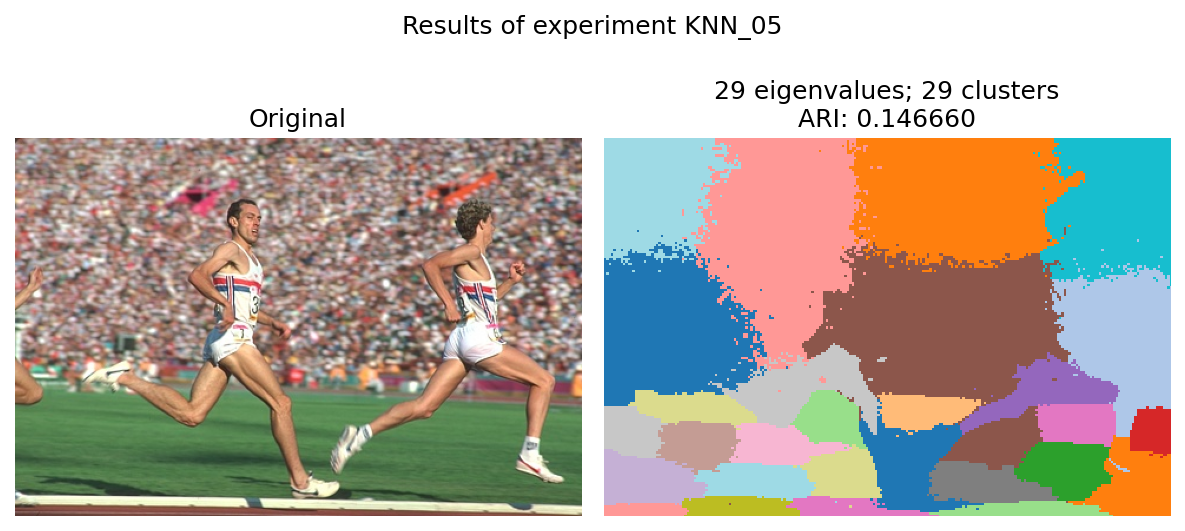 Results of experiment KNN_05
Original
29 eigenvalues; 29 clusters
ARI: 0.146660